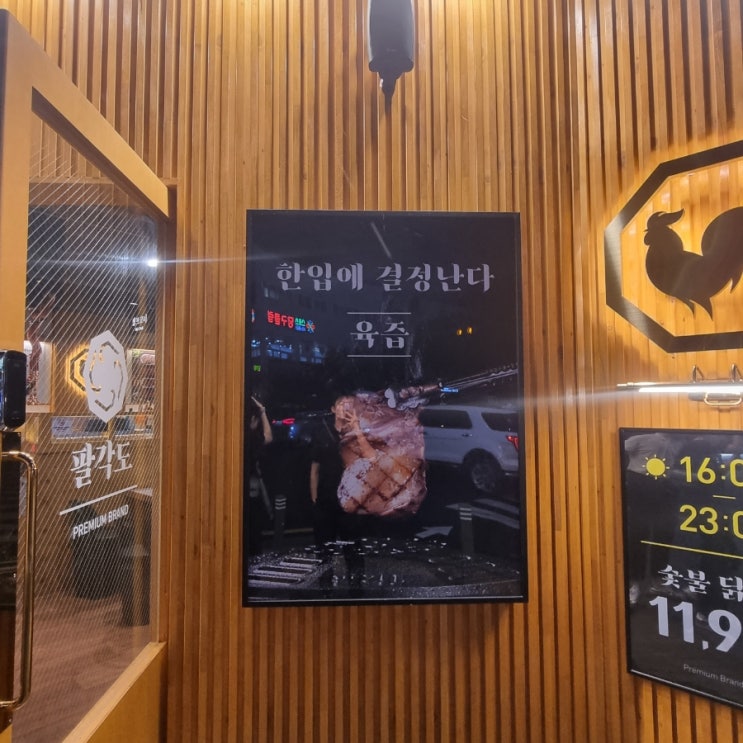 한입에 결정난다
육즙
팔각도
PREMIUM BRAND
16:0
23:0
숯불 닭
11,9
Premium Brand